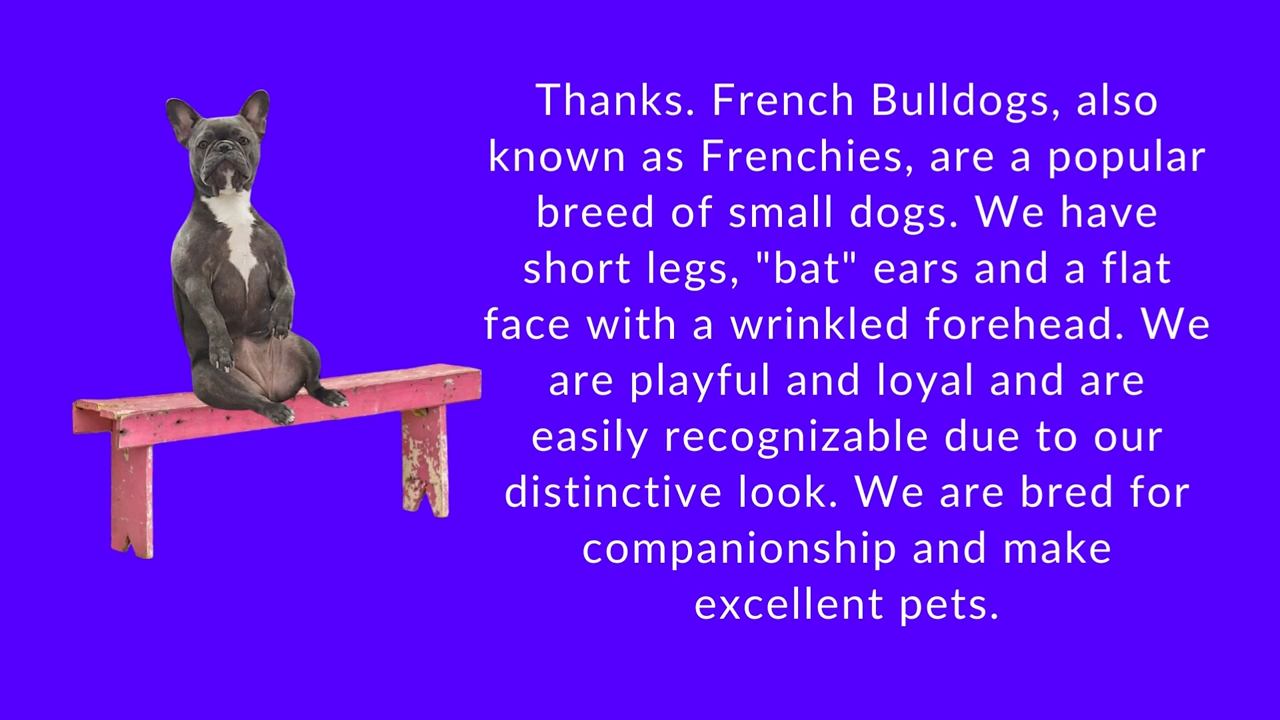 Thanks. French Bulldogs, also
known as Frenchies, are a popular
breed of small dogs. We have
short legs, "bat" ears and a flat
face with a wrinkled forehead. We
are playful and loyal and are
easily recognizable due to our
distinctive look. We are bred for
companionship and make
excellent pets.